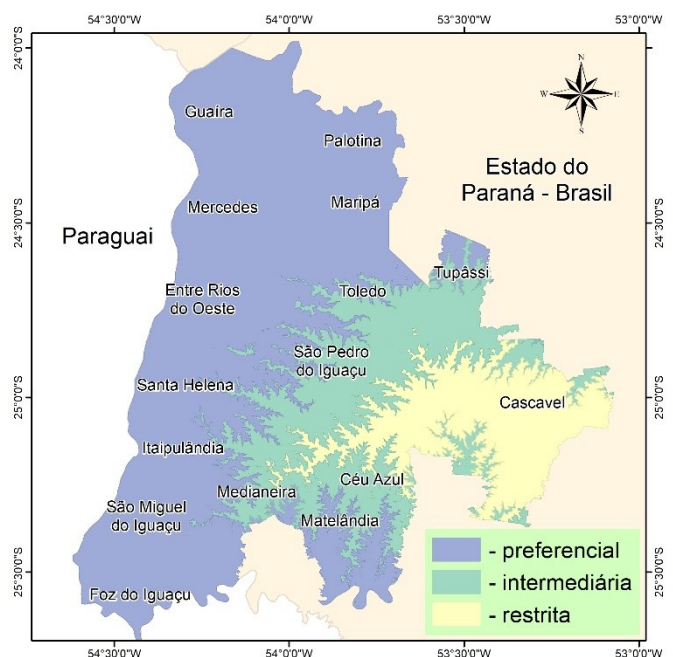 54°30'0"S
54°0'0"S
53°30'0"S
53°0'0"S
24°0'0"S
24°0'0"S
N
W
E
S
Guaíra
Palotina
Estado do
Paraná - Brasil
Mercedes
Maripá
24°30'0"S
24°30'0"S
Paraguai
Tupâssi
Entre Rios
do Oeste
Toledo
São Pedro
do Iguaçu
Santa Helena
25°0'0"S
25°0'0"S
Cascavel
Itaipulândia
Céu Azul
Medianeira
São Miguel
do Iguaçu
Matelândia
- preferencial
25°30'0"S
25°30'0"S
- intermediária
Foz do Iguaçu
- restrita
54°30'0"S
54°0'0"S
53°30'0"S
53°0'0"S